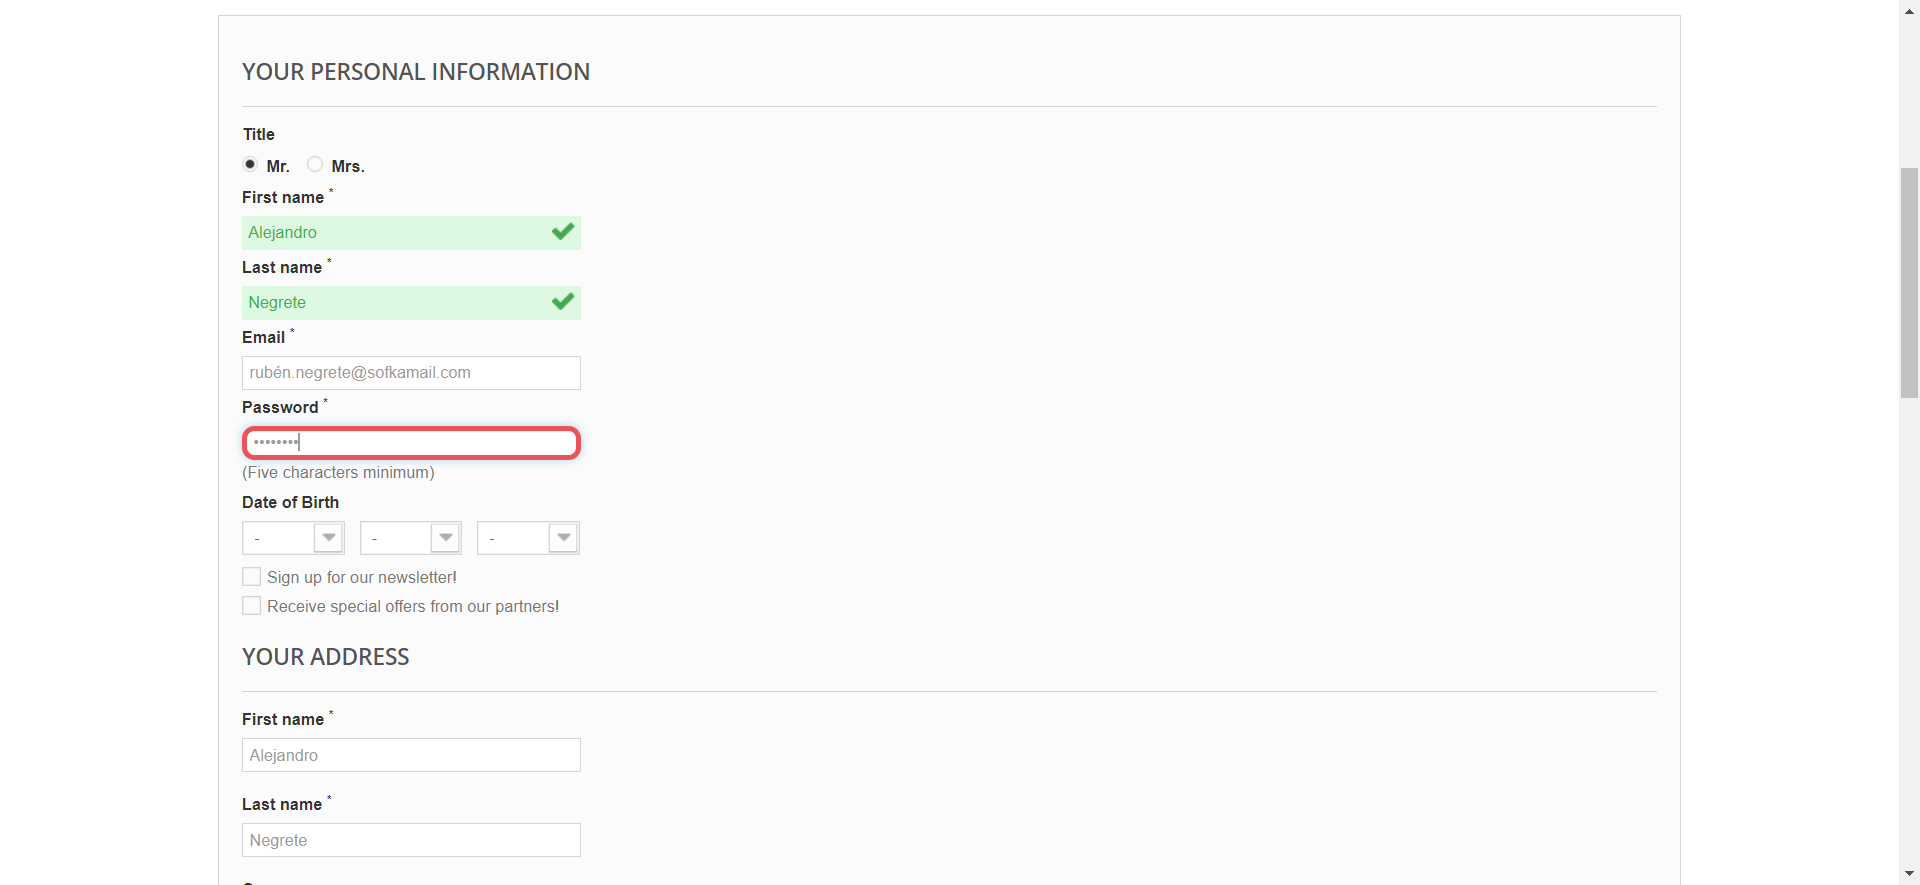 YOUR PERSONAL INFORMATION
Title
Mr. Mrs.
First name *
Alejandro
Last name *
Negrete
Email *
rubén.negrete@sofkamail.com
Password *
••••••••
(Five characters minimum)
Date of Birth
- - -
Sign up for our newsletter!
Receive special offers from our partners!
YOUR ADDRESS
First name *
Alejandro
Last name *
Negrete